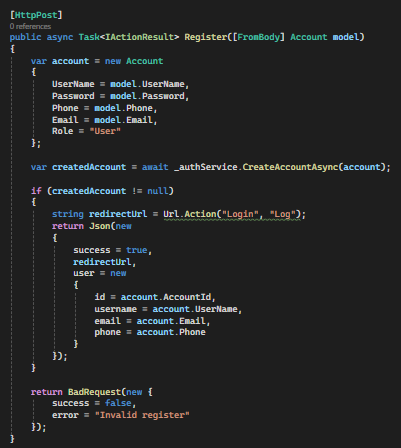 [HttpPost]
0 references
public async Task<IActionResult> Register([FromBody] Account model)
{
var account = new Account
{
UserName = model.UserName,
Password = model.Password,
Phone = model.Phone,
Email = model.Email,
Role = "User"
};
var createdAccount = await _authService.CreateAccountAsync(account);
if (createdAccount != null)
{
string redirectUrl = Url.Action("Login", "Log");
return Json(new
{
success = true,
redirectUrl,
user = new
{
id = account.AccountId,
username = account.UserName,
email = account.Email,
phone = account.Phone
}
});
}
return BadRequest(new {
success = false,
error = "Invalid register"
});
}